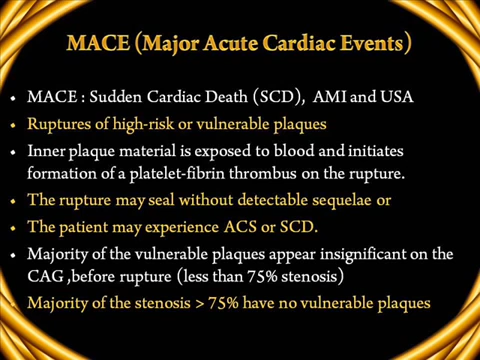 MACE (Major Acute Cardiac Events)
• MACE : Sudden Cardiac Death (SCD), AMI and USA
• Ruptures of high-risk or vulnerable plaques
• Inner plaque material is exposed to blood and initiates
formation of a platelet-fibrin thrombus on the rupture.
• The rupture may seal without detectable sequelae or
• The patient may experience ACS or SCD.
• Majority of the vulnerable plaques appear insignificant on the
CAG ,before rupture (less than 75% stenosis)
• Majority of the stenosis > 75% have no vulnerable plaques